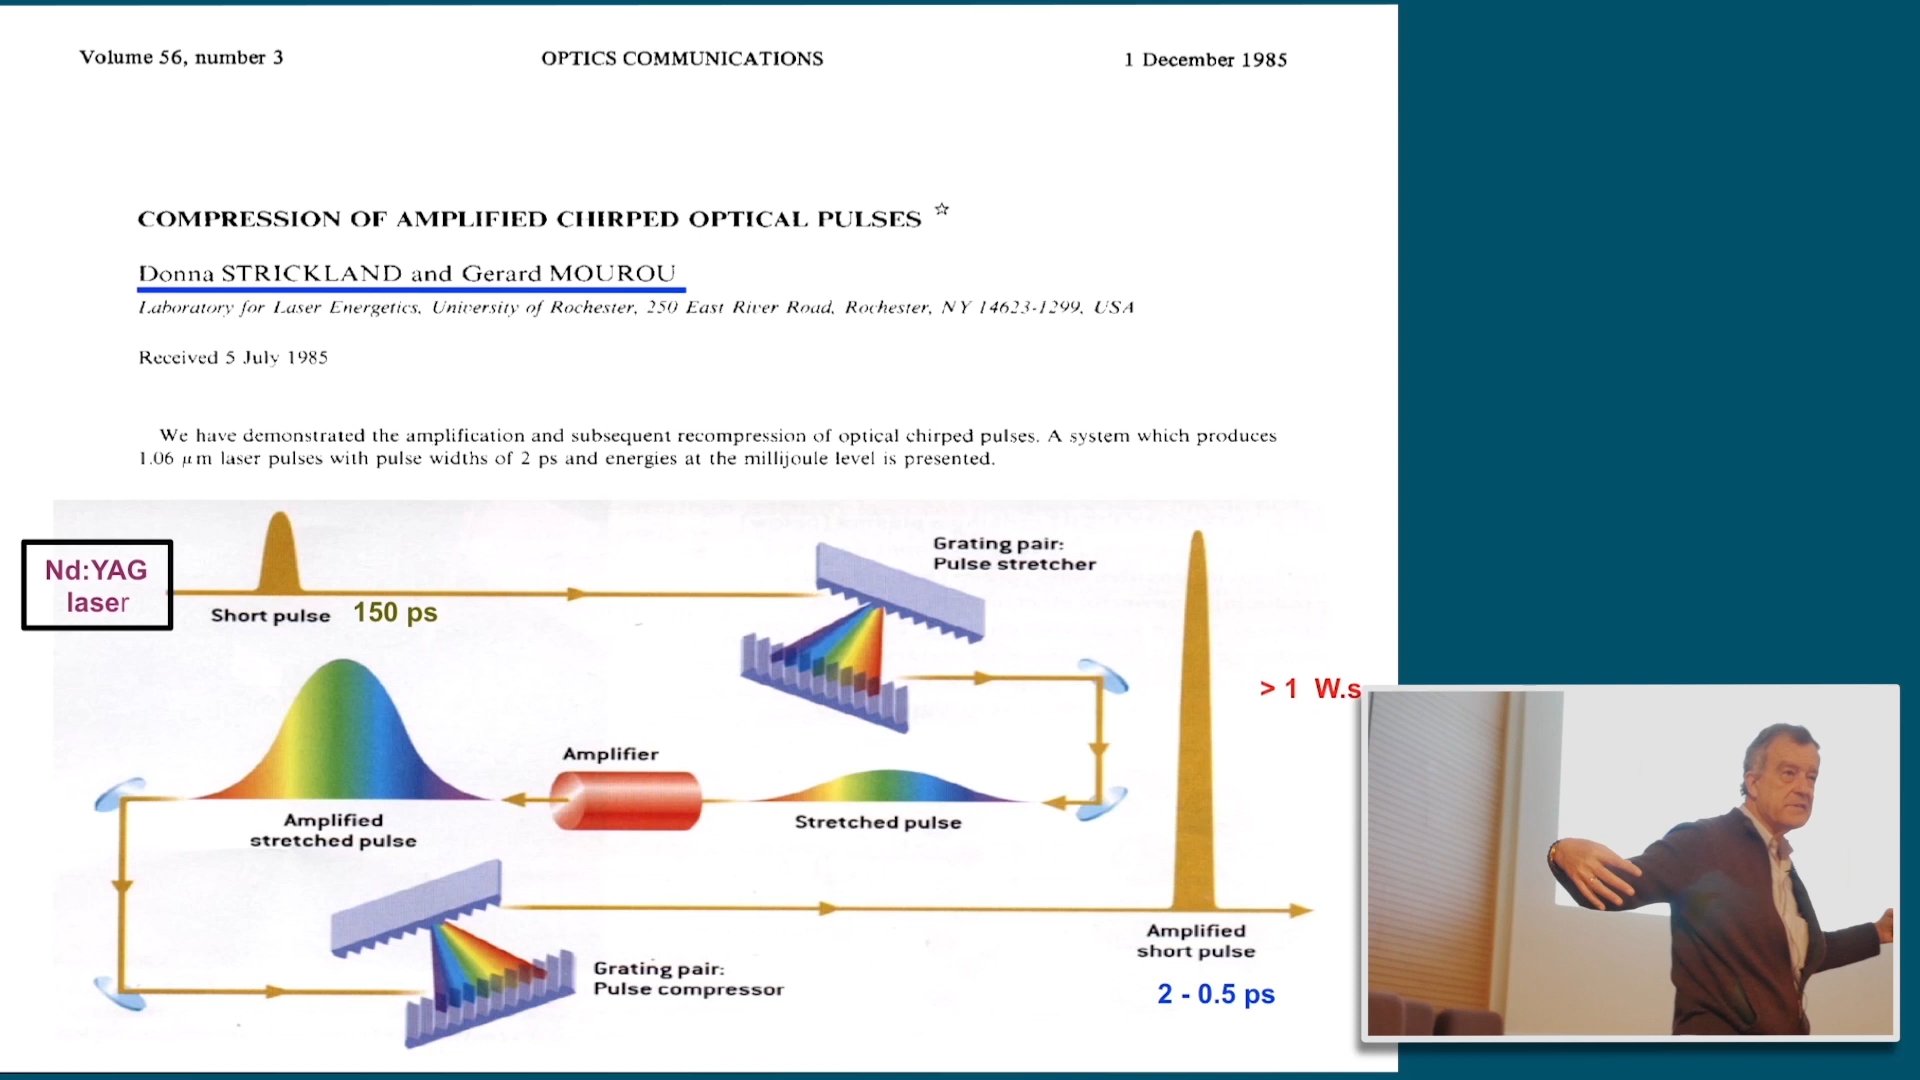 Volume 56, number 3 OPTICS COMMUNICATIONS 1 December 1985
COMPRESSION OF AMPLIFIED CHIRPED OPTICAL PULSES ☆
Donna STRICKLAND and Gerard MOUROU
Laboratory for Laser Energetics, University of Rochester, 250 East River Road, Rochester, NY 14623-1299, USA
Received 5 July 1985
We have demonstrated the amplification and subsequent recompression of optical chirped pulses. A system which produces
1.06 μm laser pulses with pulse widths of 2 ps and energies at the millijoule level is presented.
Nd:YAG
laser
Short pulse 150 ps
Grating pair:
Pulse stretcher
> 1 W.s
Amplifier
Stretched pulse
Amplified
stretched pulse
Grating pair:
Pulse compressor
Amplified
short pulse
2 - 0.5 ps